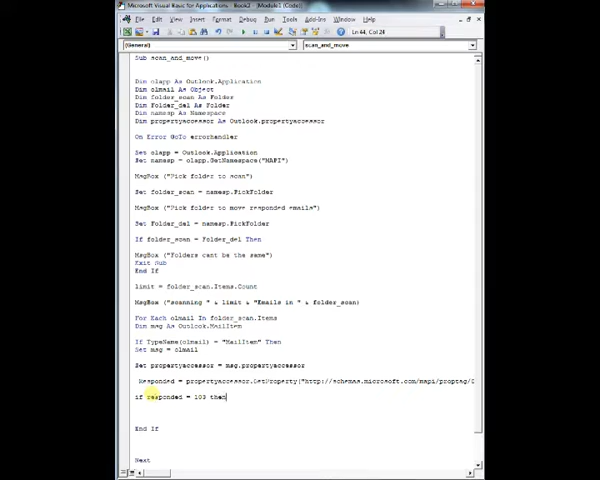 Microsoft Visual Basic for Applications - Book2 - [Module1 (Code)]
File Edit View Insert Format Debug Run Tools Add-Ins Window Help
Ln 44, Col 24
(General) scan_and_move
Sub scan_and_move()
Dim olapp As Outlook.Application
Dim olmail As Object
Dim folder_scan As Folder
Dim Folder_del As Folder
Dim namesp As Namespace
Dim propertyaccessor As Outlook.propertyaccessor
On Error GoTo errorhandler
Set olapp = Outlook.Application
Set namesp = olapp.GetNamespace("MAPI")
MsgBox ("Pick folder to scan")
Set folder_scan = namesp.PickFolder
MsgBox ("Pick folder to move responded emails")
Set Folder_del = namesp.PickFolder
If folder_scan = Folder_del Then
MsgBox ("Folders cant be the same")
Exit Sub
End If
limit = folder_scan.Items.Count
MsgBox ("scanning " & limit & "Emails in " & folder_scan)
For Each olmail In folder_scan.Items
Dim msg As Outlook.MailItem
If TypeName(olmail) = "MailItem" Then
Set msg = olmail
Set propertyaccessor = msg.propertyaccessor
Responded = propertyaccessor.GetProperty("http://schemas.microsoft.com/mapi/proptag/
if responded = 103 then
End If
Next